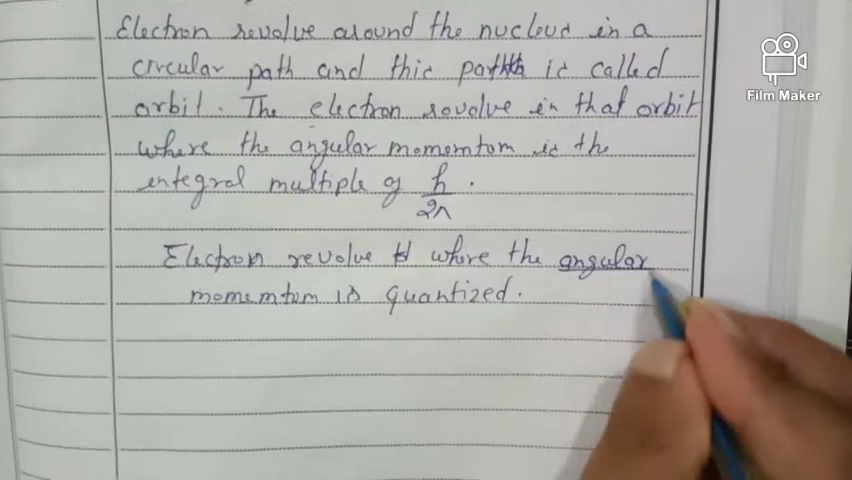 Electron revolve around the nucleus in a
circular path and this path is called
orbit. The electron revolve in that orbit
where the angular momemtom is the
integral multiple of h/2π.
Electron revolve where the angular
momemtum is quantized.
Film Maker